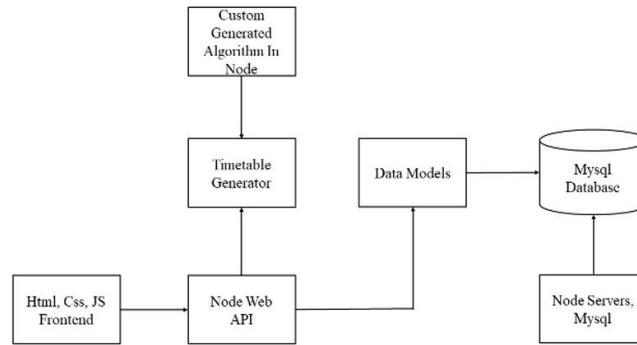 Custom
Generated
Algorithm In
Node
Timetable
Generator
Data Models
Mysql
Database
Html, Css, JS
Frontend
Node Web
API
Node Servers,
Mysql